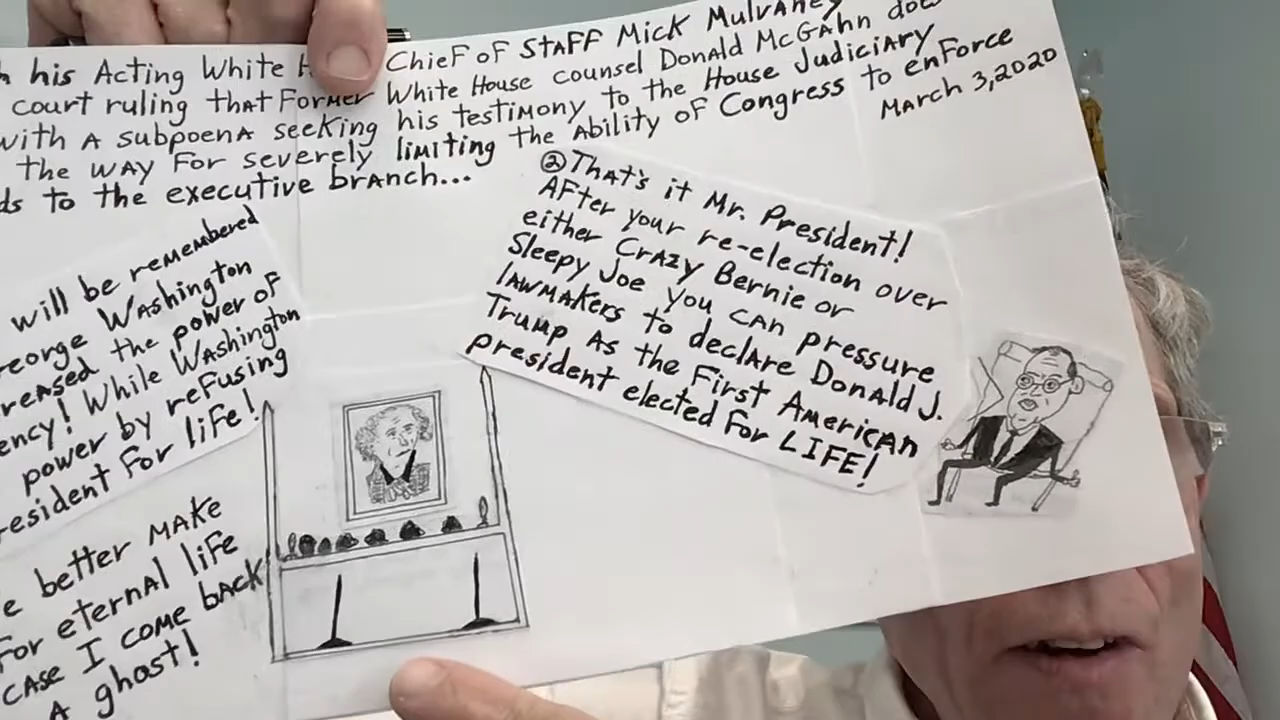 his Acting White Chief of Staff Mick Mulvaney
court ruling that Former White House counsel Donald McGahn
with a subpoena seeking his testimony to the House Judiciary
the way for severely limiting the Ability of Congress to enforce
to the executive branch...
March 3, 2020
will be remembered
Washington
the power of
While Washington
power by refusing
for life!
②That's it Mr. President!
After your re-election over
either Crazy Bernie or
Sleepy Joe you can pressure
lawmakers to declare Donald J.
Trump as the First American
president elected for LIFE!
better make
for eternal life
case I come back
a ghost!